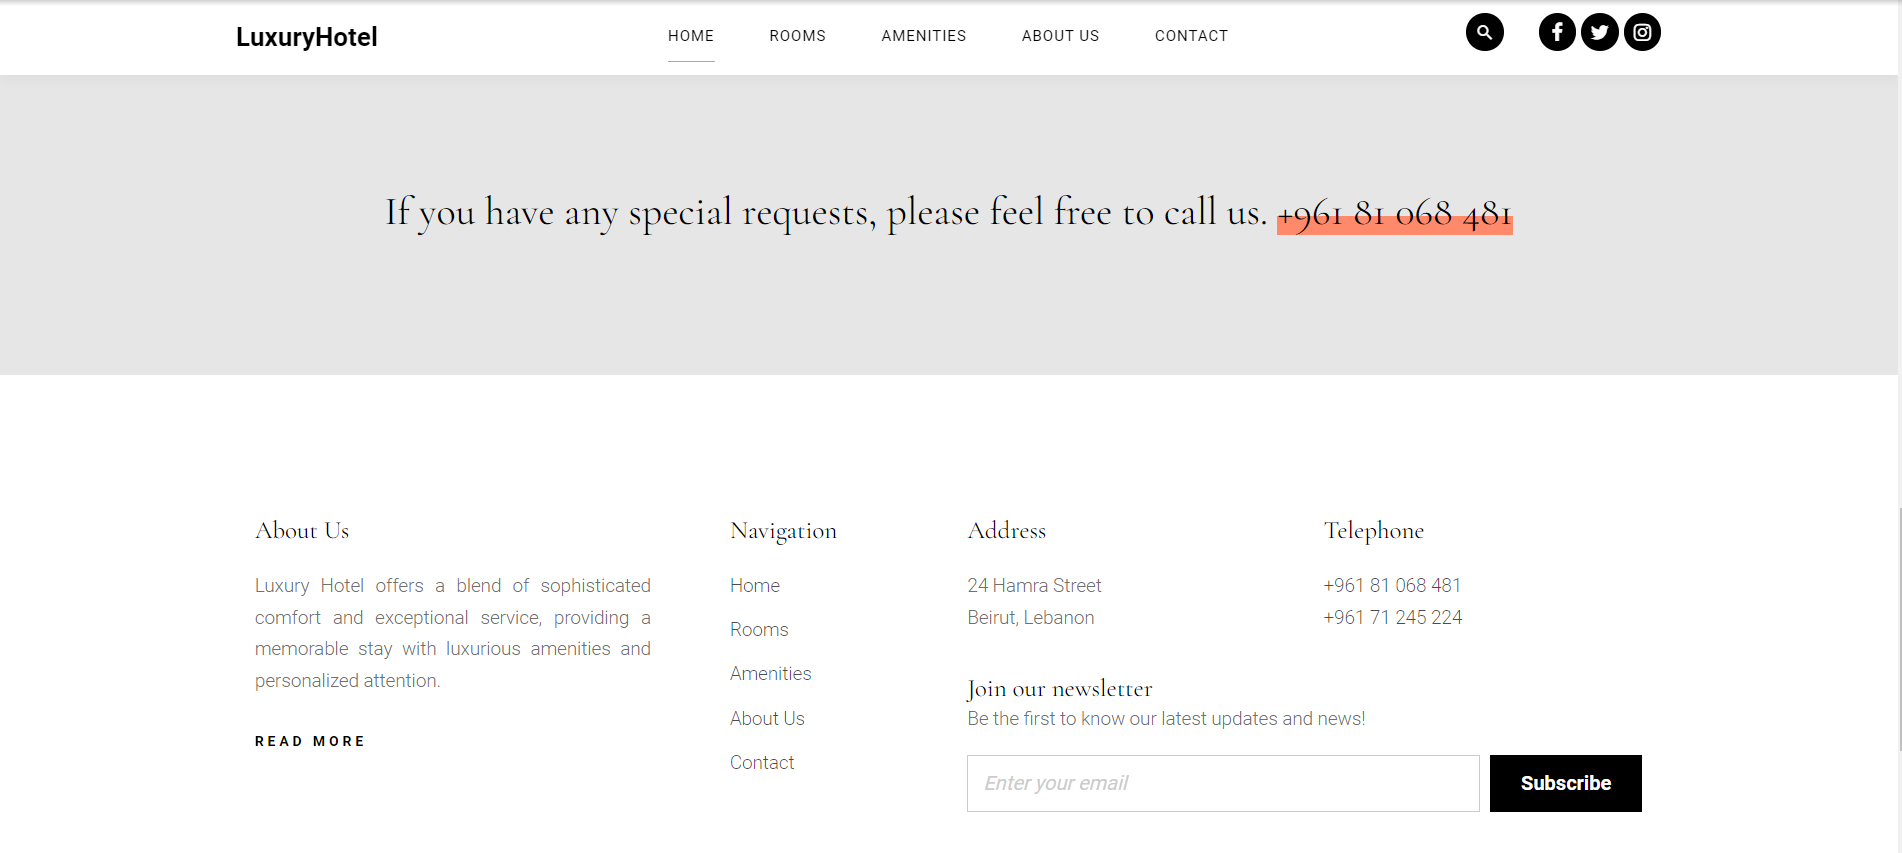 LuxuryHotel
HOME ROOMS AMENITIES ABOUT US CONTACT
If you have any special requests, please feel free to call us. +961 81 068 481
About Us
Luxury Hotel offers a blend of sophisticated
comfort and exceptional service, providing a
memorable stay with luxurious amenities and
personalized attention.
READ MORE
Navigation
Home
Rooms
Amenities
About Us
Contact
Address
24 Hamra Street
Beirut, Lebanon
Telephone
+961 81 068 481
+961 71 245 224
Join our newsletter
Be the first to know our latest updates and news!
Enter your email
Subscribe